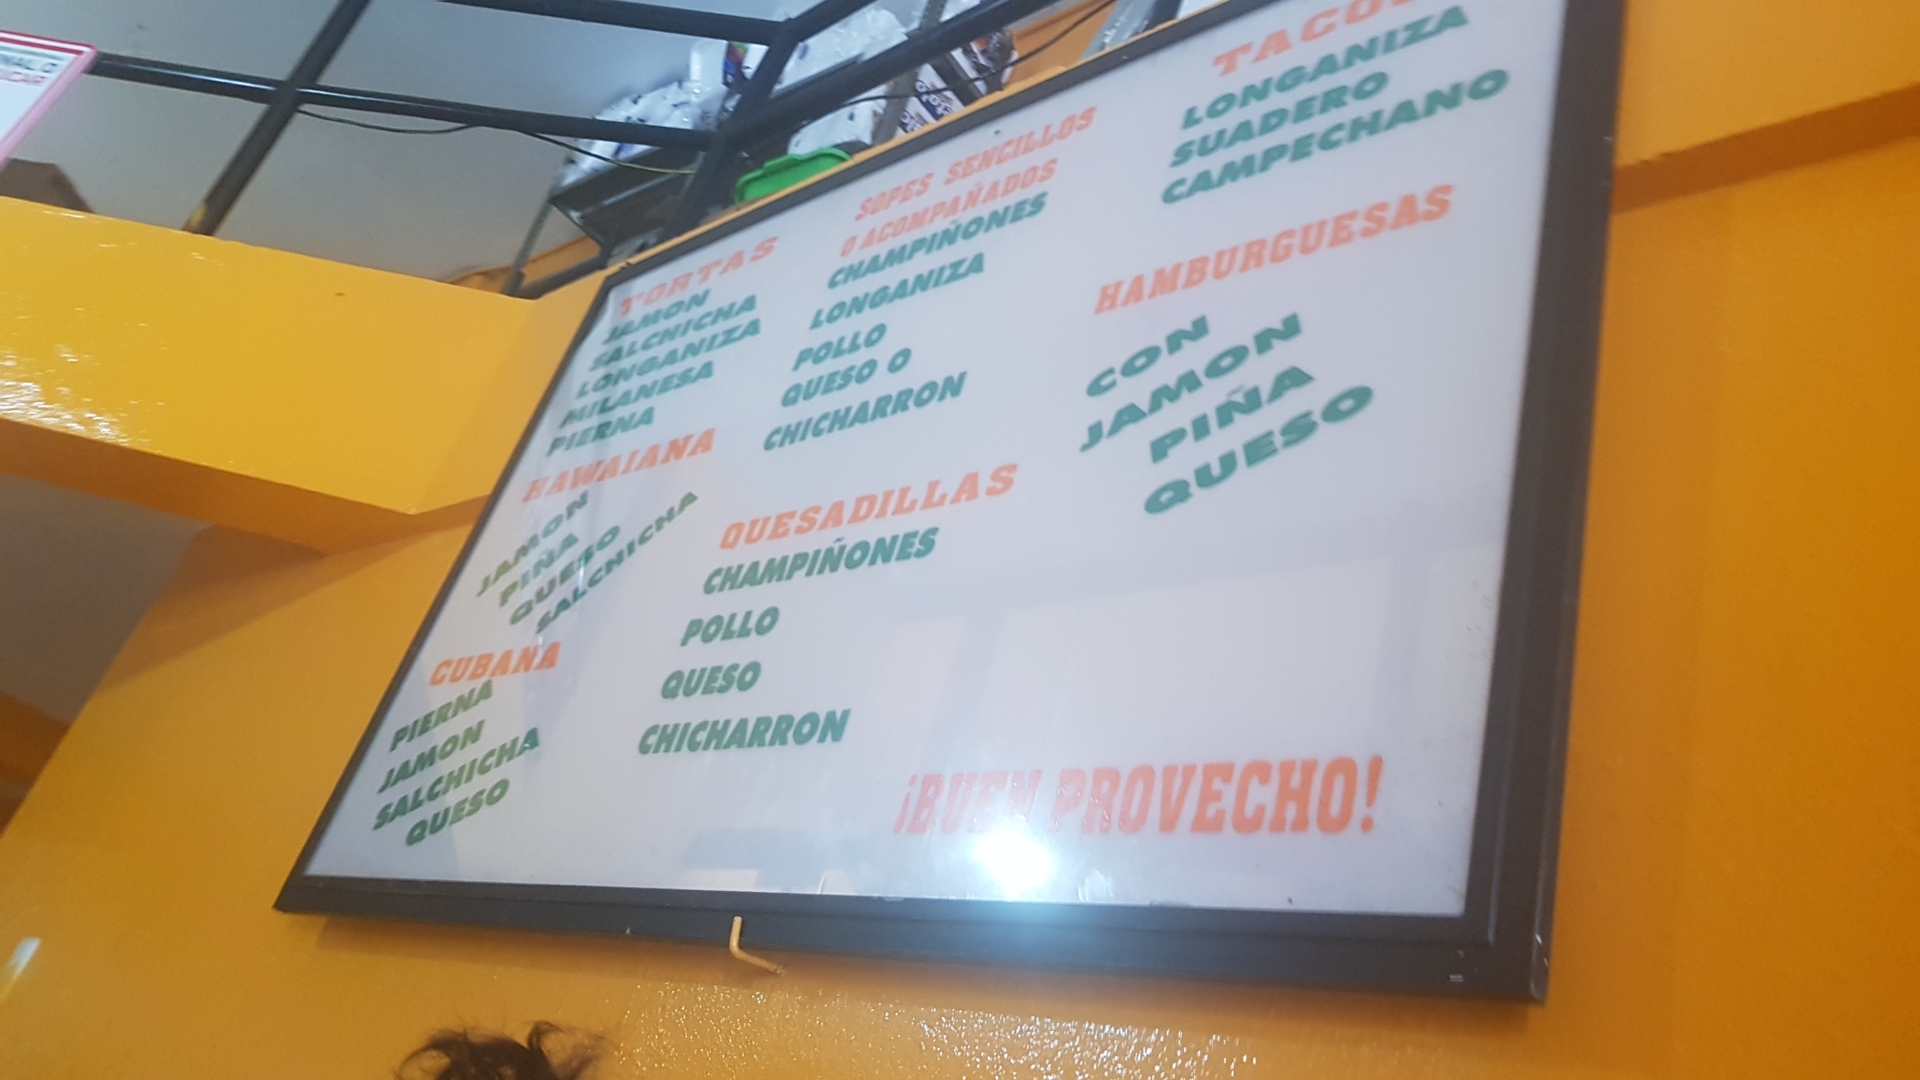 TORTAS
JAMON
SALCHICHA
LONGANIZA
MILANESA
PIERNA
HAWAIANA
JAMON
PIÑA
QUESO
SALCHICHA
CUBANA
PIERNA
JAMON
SALCHICHA
QUESO
SOPES SENCILLOS
O ACOMPAÑADOS
CHAMPIÑONES
LONGANIZA
POLLO
QUESO O
CHICHARRON
QUESADILLAS
CHAMPIÑONES
POLLO
QUESO
CHICHARRON
TACOS
LONGANIZA
SUADERO
CAMPECHANO
HAMBURGUESAS
CON
JAMON
PIÑA
QUESO
¡BUEN PROVECHO!